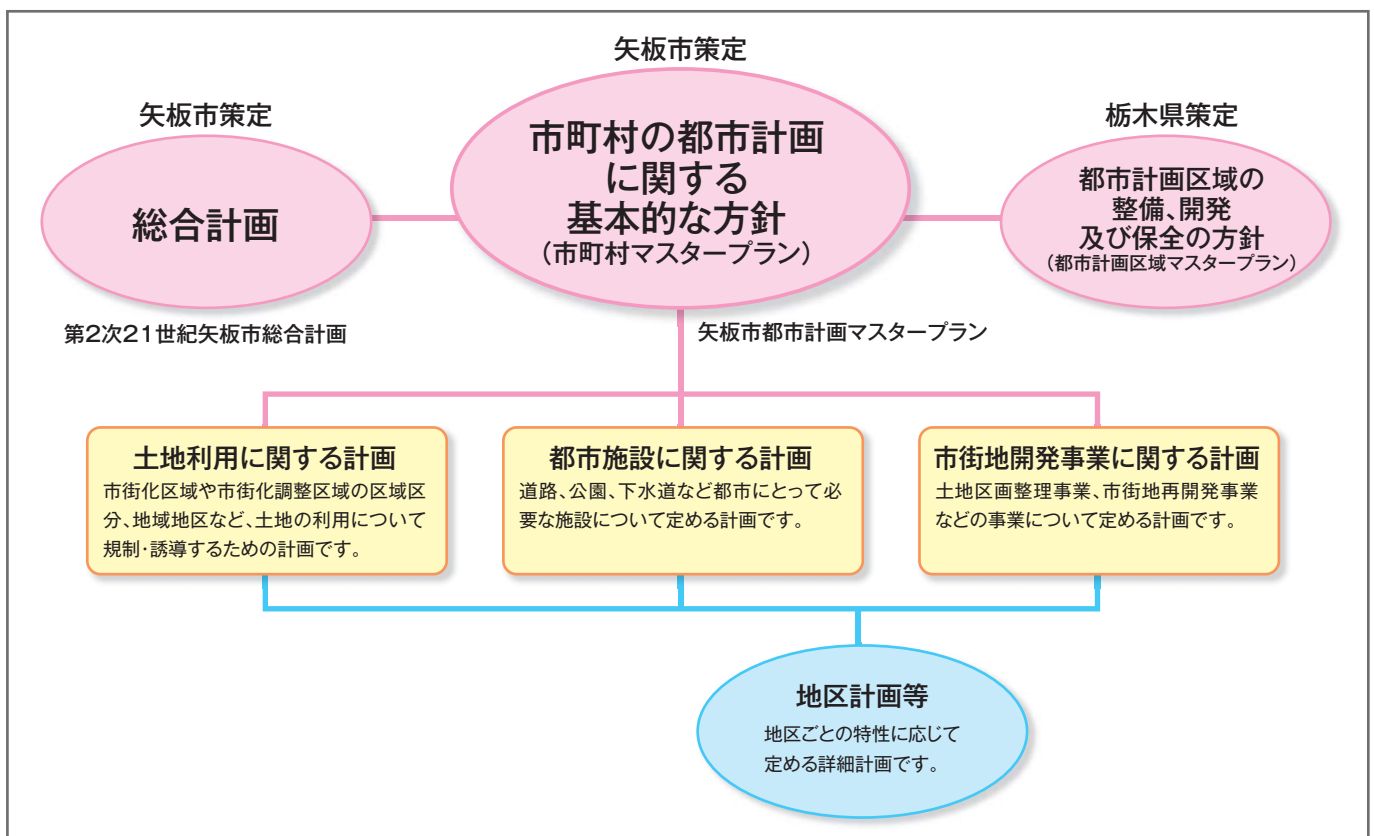 矢板市策定
市町村の都市計画
に関する
基本的な方針
（市町村マスタープラン）
矢板市策定
総合計画
栃木県策定
都市計画区域の
整備、開発
及び保全の方針
（都市計画区域マスタープラン）
第2次21世紀矢板市総合計画
矢板市都市計画マスタープラン
土地利用に関する計画
市街化区域や市街化調整区域の区域区
分、地域地区など、土地の利用について
規制・誘導するための計画です。
都市施設に関する計画
道路、公園、下水道など都市にとって必
要な施設について定める計画です。
市街地開発事業に関する計画
土地区画整理事業、市街地再開発事業
などの事業について定める計画です。
地区計画等
地区ごとの特性に応じて
定める詳細計画です。